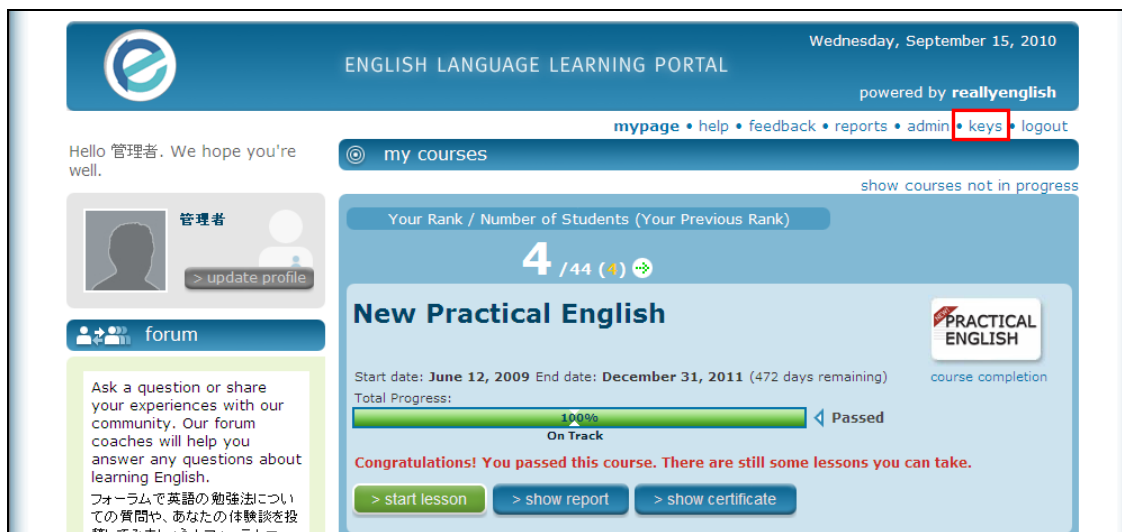 Wednesday, September 15, 2010
ENGLISH LANGUAGE LEARNING PORTAL
powered by reallyenglish
mypage • help • feedback • reports • admin • keys • logout
Hello 管理者. We hope you're
well.
my courses
show courses not in progress
管理者
> update profile
Your Rank / Number of Students (Your Previous Rank)
4 /44 (4)
New Practical English
NEW! PRACTICAL
ENGLISH
Start date: June 12, 2009 End date: December 31, 2011 (472 days remaining)
course completion
Total Progress:
100%
Passed
On Track
Congratulations! You passed this course. There are still some lessons you can take.
> start lesson
> show report
> show certificate
forum
Ask a question or share
your experiences with our
community. Our forum
coaches will help you
answer any questions about
learning English.
フォーラムで英語の勉強法につい
ての質問や、あなたの体験談を投